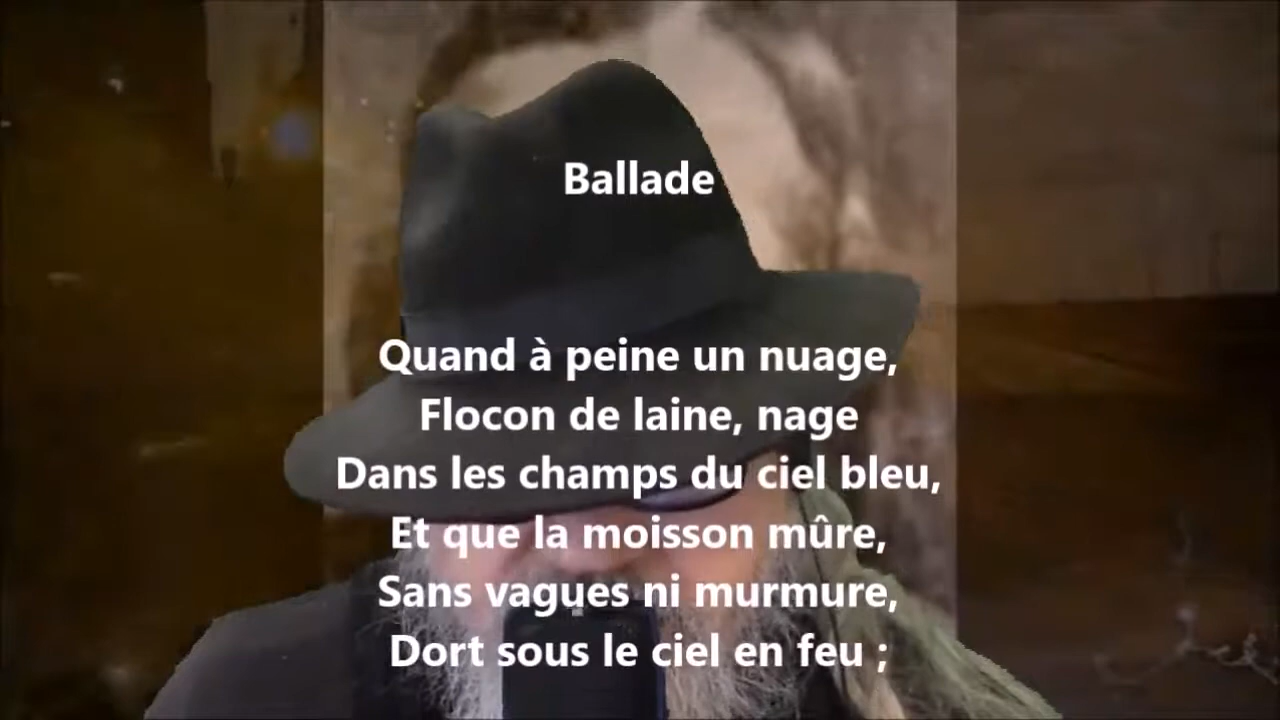 Ballade
Quand à peine un nuage,
Flocon de laine, nage
Dans les champs du ciel bleu,
Et que la moisson mûre,
Sans vagues ni murmure,
Dort sous le ciel en feu ;